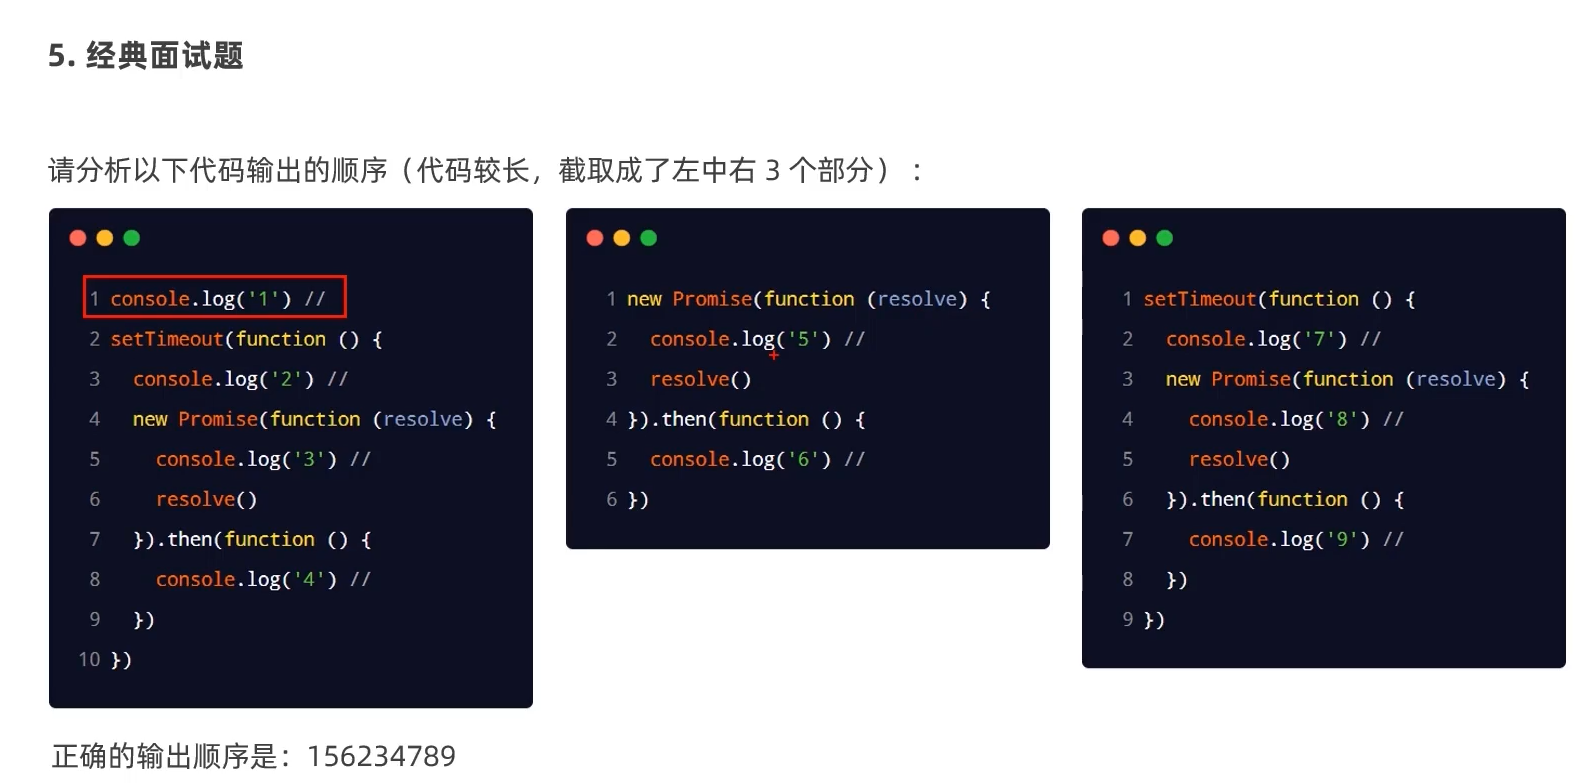 5. 经典面试题
请分析以下代码输出的顺序（代码较长，截取成了左中右 3 个部分）：
1 console.log('1') //
2 setTimeout(function () {
3   console.log('2') //
4   new Promise(function (resolve) {
5     console.log('3') //
6     resolve()
7   }).then(function () {
8     console.log('4') //
9   })
10 })
1 new Promise(function (resolve) {
2   console.log('5') //
3   resolve()
4 }).then(function () {
5   console.log('6') //
6 })
1 setTimeout(function () {
2   console.log('7') //
3   new Promise(function (resolve) {
4     console.log('8') //
5     resolve()
6   }).then(function () {
7     console.log('9') //
8   })
9 })
正确的输出顺序是：156234789